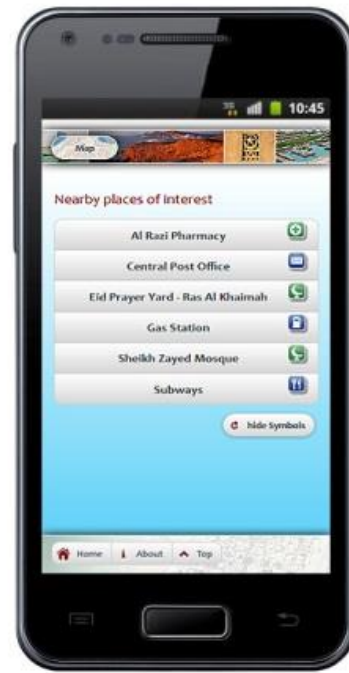 3G 10:45
Map
Nearby places of interest
Al Razi Pharmacy
Central Post Office
Eid Prayer Yard - Ras Al Khaimah
Gas Station
Sheikh Zayed Mosque
Subways
hide Symbols
Home About Top